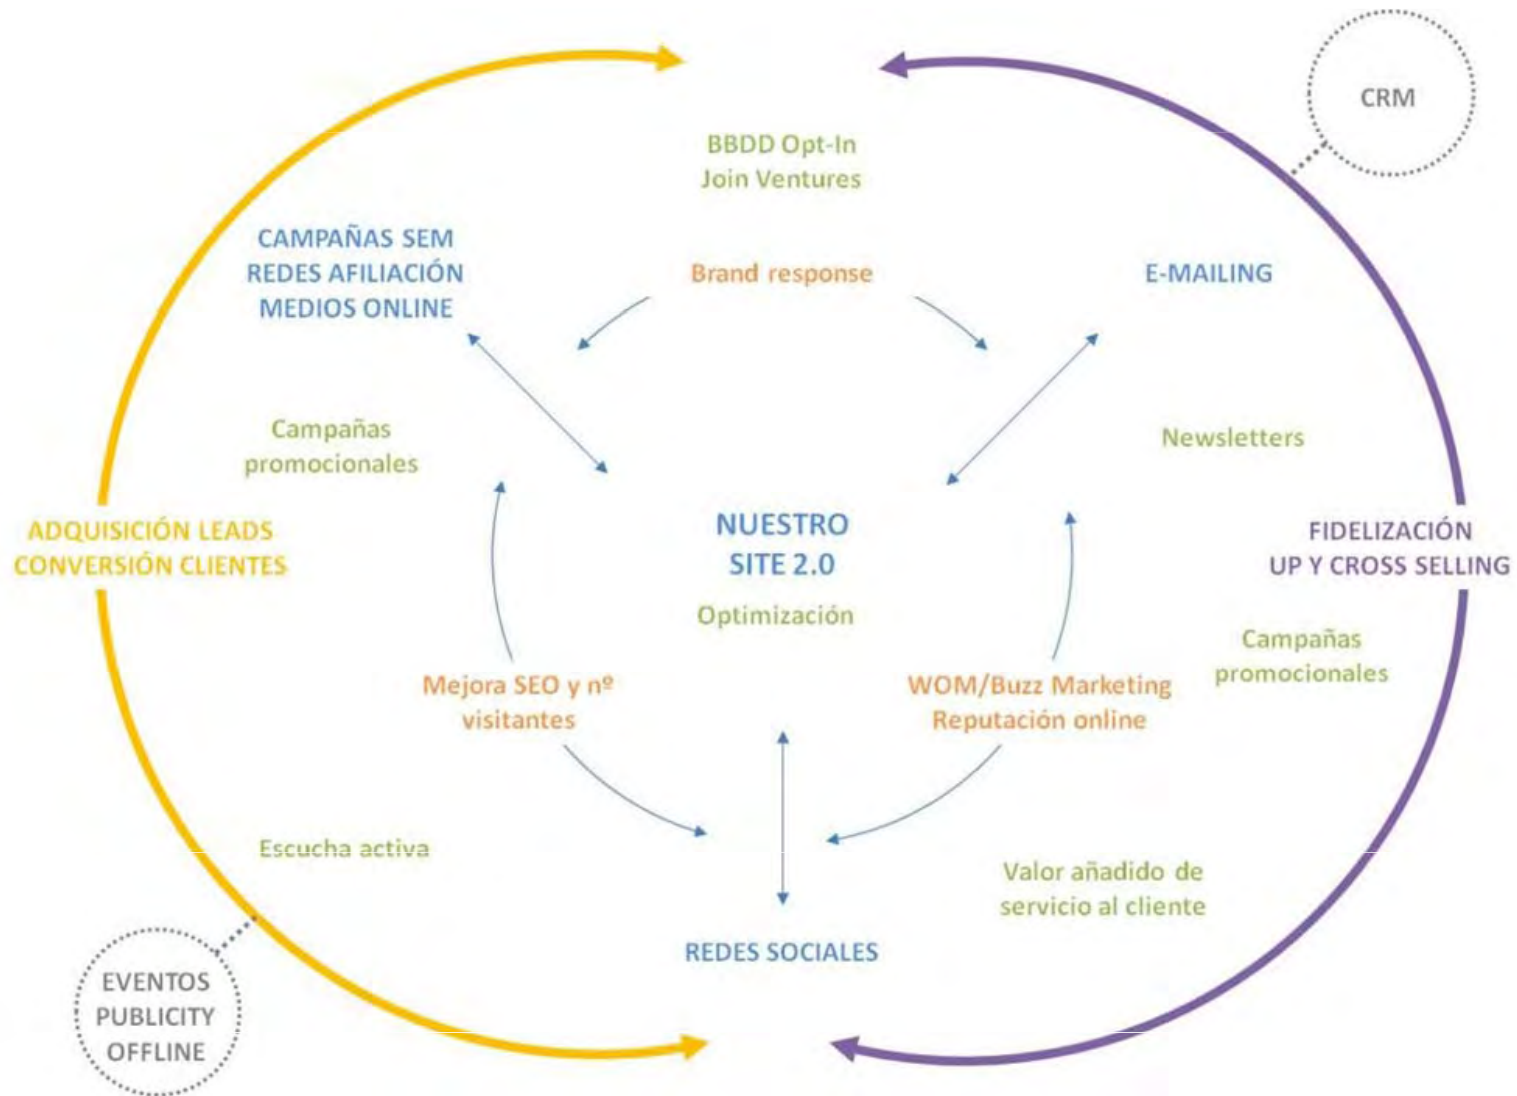 CRM
BBDD Opt-In
Join Ventures
CAMPAÑAS SEM
REDES AFILIACIÓN
MEDIOS ONLINE
Brand response
E-MAILING
Campañas
promocionales
Newsletters
ADQUISICIÓN LEADS
CONVERSIÓN CLIENTES
NUESTRO
SITE 2.0
Optimización
FIDELIZACIÓN
UP Y CROSS SELLING
Campañas
promocionales
Mejora SEO y nº
visitantes
WOM/Buzz Marketing
Reputación online
Escucha activa
Valor añadido de
servicio al cliente
REDES SOCIALES
EVENTOS
PUBLICITY
OFFLINE